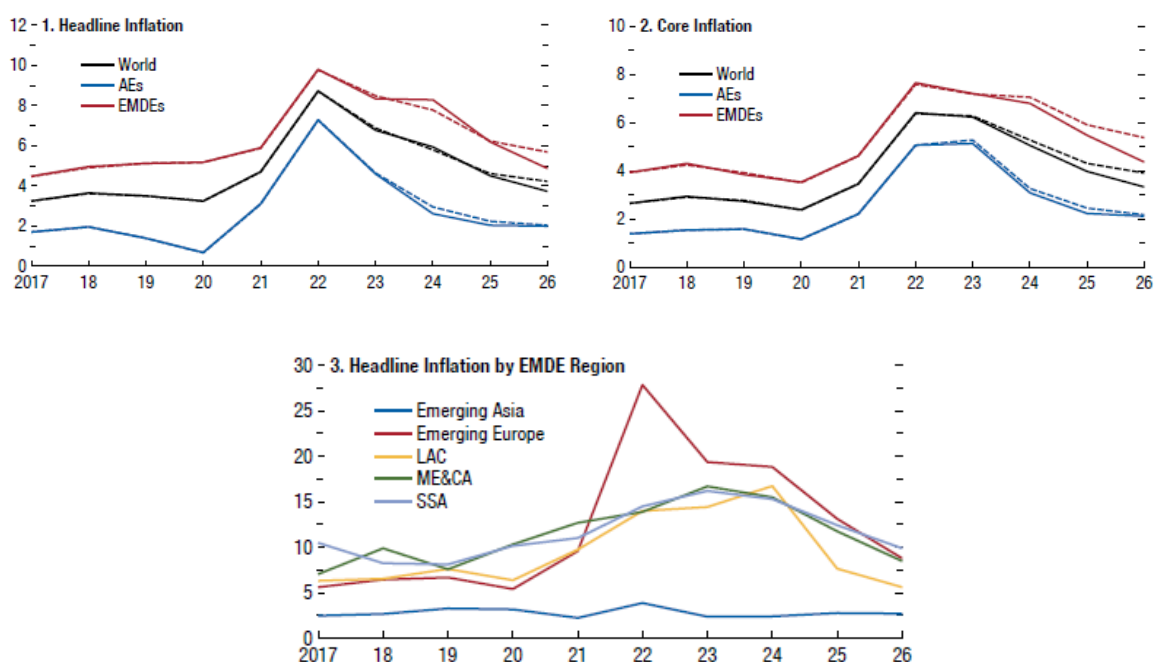 1. Headline Inflation
12
10
8
6
4
2
0
World
AEs
EMDEs
2017 18 19 20 21 22 23 24 25 26
2. Core Inflation
10
8
6
4
2
0
World
AEs
EMDEs
2017 18 19 20 21 22 23 24 25 26
3. Headline Inflation by EMDE Region
30
25
20
15
10
5
0
Emerging Asia
Emerging Europe
LAC
ME&CA
SSA
2017 18 19 20 21 22 23 24 25 26